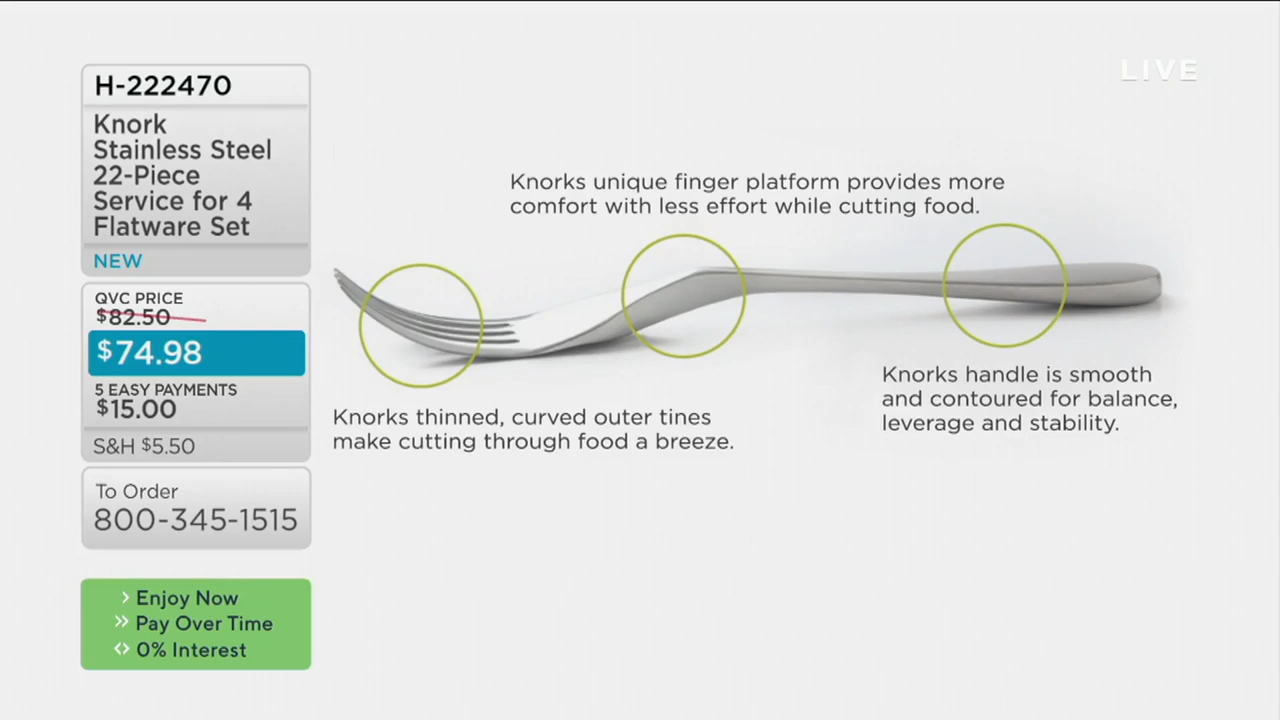 H-222470
Knork
Stainless Steel
22-Piece
Service for 4
Flatware Set
NEW
QVC PRICE
$82.50
$74.98
5 EASY PAYMENTS
$15.00
S&H $5.50
To Order
800-345-1515
> Enjoy Now
>> Pay Over Time
<> 0% Interest
LIVE
Knorks unique finger platform provides more
comfort with less effort while cutting food.
Knorks thinned, curved outer tines
make cutting through food a breeze.
Knorks handle is smooth
and contoured for balance,
leverage and stability.